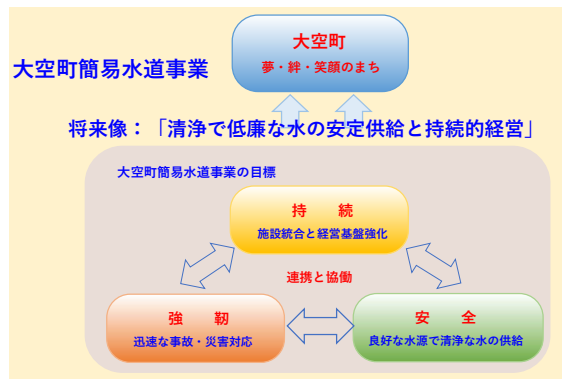 大空町
夢・絆・笑顔のまち
大空町簡易水道事業
将来像：「清浄で低廉な水の安定供給と持続的経営」
大空町簡易水道事業の目標
持　続
施設統合と経営基盤強化
連携と協働
強　靭
迅速な事故・災害対応
安　全
良好な水源で清浄な水の供給